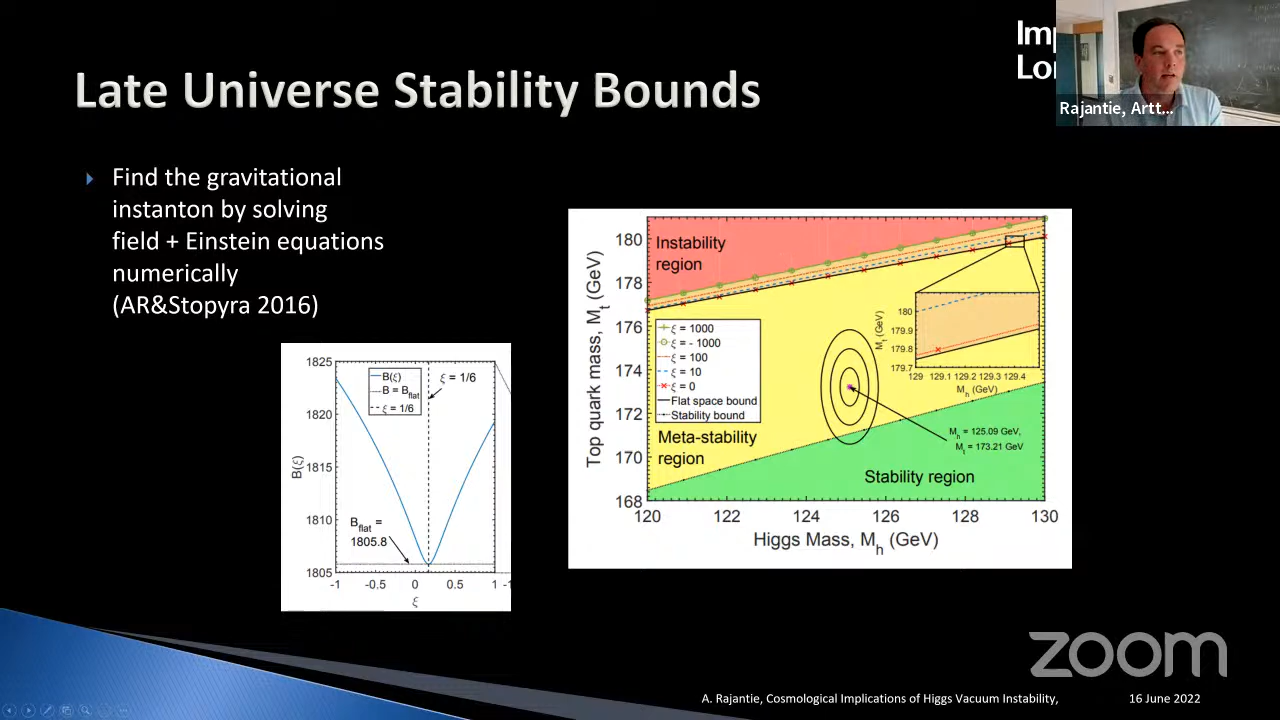 Late Universe Stability Bounds
Imp
Lo
Rajantie, Artt...
Find the gravitational
instanton by solving
field + Einstein equations
numerically
(AR&Stopyra 2016)
1825
1820
1815
1810
1805
B(ξ)
B(ξ)
B = B_flat
ξ = 1/6
ξ = 1/6
B_flat =
1805.8
-1 -0.5 0 0.5 1 -1
ξ
Top quark mass, M_t (GeV)
180
178
176
174
172
170
168
Instability
region
ξ = 1000
ξ = - 1000
ξ = 100
ξ = 10
ξ = 0
Flat space bound
Stability bound
Meta-stability
region
Stability region
M_t (GeV)
180
179.9
179.8
179.7
129 129.1 129.2 129.3 129.4
M_h (GeV)
M_h = 125.09 GeV,
M_t = 173.21 GeV
120 122 124 126 128 130
Higgs Mass, M_h (GeV)
zoom
A. Rajantie, Cosmological Implications of Higgs Vacuum Instability,
16 June 2022